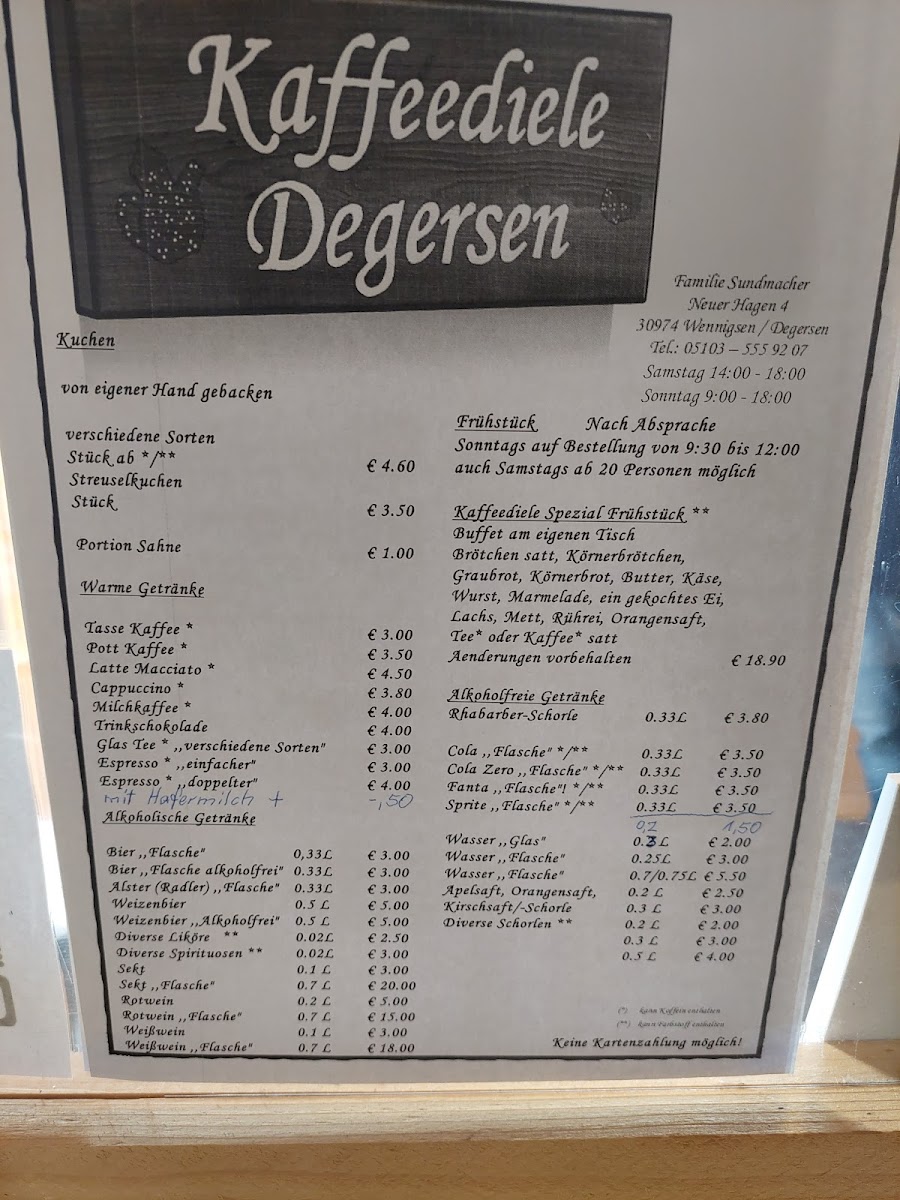 Kaffeediele
Degersen
Familie Sundmacher
Neuer Hagen 4
30974 Wennigsen / Degersen
Tel.: 05103 – 555 92 07
Samstag 14:00 - 18:00
Sonntag 9:00 - 18:00
Kuchen
von eigener Hand gebacken
verschiedene Sorten
Stück ab */** € 4.60
Streuselkuchen
Stück € 3.50
Portion Sahne € 1.00
Warme Getränke
Tasse Kaffee * € 3.00
Pott Kaffee * € 3.50
Latte Macciato * € 4.50
Cappuccino * € 3.80
Milchkaffee * € 4.00
Trinkschokolade € 4.00
Glas Tee * ,,verschiedene Sorten" € 3.00
Espresso * ,,einfacher" € 3.00
Espresso * ,,doppelter" € 4.00
mit Hafermilch + -,50
Alkoholische Getränke
Bier ,,Flasche" 0,33L € 3.00
Bier ,,Flasche alkoholfrei" 0.33L € 3.00
Alster (Radler) ,,Flasche" 0.33L € 3.00
Weizenbier 0.5 L € 5.00
Weizenbier ,,Alkoholfrei" 0.5 L € 5.00
Diverse Liköre ** 0.02L € 2.50
Diverse Spirituosen ** 0.02L € 3.00
Sekt 0.1 L € 3.00
Sekt ,,Flasche" 0.7 L € 20.00
Rotwein 0.2 L € 5.00
Rotwein ,,Flasche" 0.7 L € 15.00
Weißwein 0.1 L € 3.00
Weißwein ,,Flasche" 0.7 L € 18.00
Frühstück Nach Absprache
Sonntags auf Bestellung von 9:30 bis 12:00
auch Samstags ab 20 Personen möglich
Kaffeediele Spezial Frühstück **
Buffet am eigenen Tisch
Brötchen satt, Körnerbrötchen,
Graubrot, Körnerbrot, Butter, Käse,
Wurst, Marmelade, ein gekochtes Ei,
Lachs, Mett, Rührei, Orangensaft,
Tee* oder Kaffee* satt
Aenderungen vorbehalten € 18.90
Alkoholfreie Getränke
Rhabarber-Schorle 0.33L € 3.80
Cola ,,Flasche" */** 0.33L € 3.50
Cola Zero ,,Flasche" */** 0.33L € 3.50
Fanta ,,Flasche"! */** 0.33L € 3.50
Sprite ,,Flasche" */** 0.33L € 3.50
0,2 1,50
Wasser ,,Glas" 0.3 L € 2.00
Wasser ,,Flasche" 0.25L € 3.00
Wasser ,,Flasche" 0.7/0.75L € 5.50
Apelsaft, Orangensaft, 0.2 L € 2.50
Kirschsaft/-Schorle 0.3 L € 3.00
Diverse Schorlen ** 0.2 L € 2.00
0.3 L € 3.00
0.5 L € 4.00
(*) kann Koffein enthalten
(**) kann Farbstoff enthalten
Keine Kartenzahlung möglich!